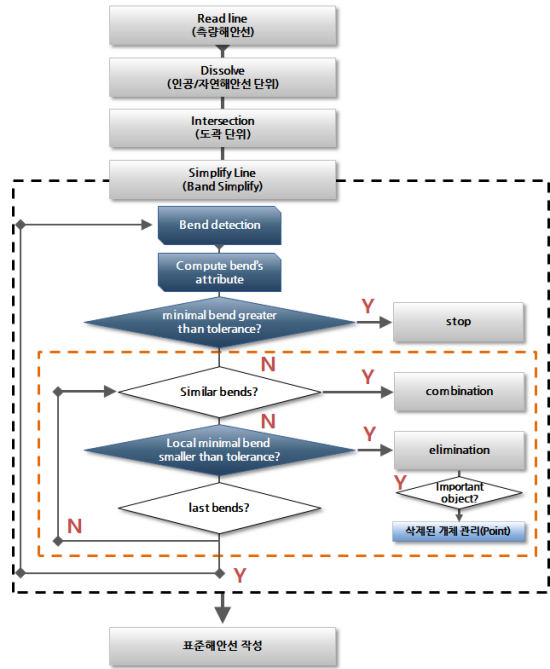 Read line
(측량해안선)
Dissolve
(인공/자연해안선 단위)
Intersection
(도곽 단위)
Simplify Line
(Band Simplify)
Bend detection
Compute bend's
attribute
minimal bend greater
than tolerance?
Y
stop
N
Similar bends?
Y
combination
N
Local minimal bend
smaller than tolerance?
Y
elimination
Y
Important
object?
last bends?
N
삭제된 개체 관리(Point)
Y
표준해안선 작성